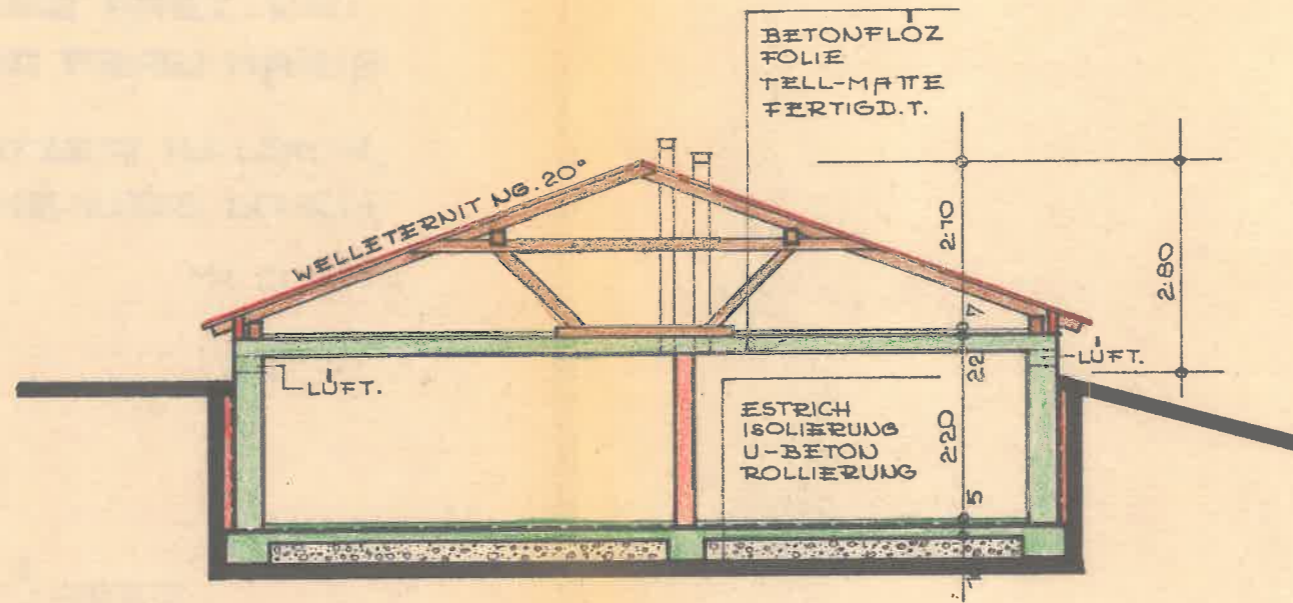 BETONFLOZ
FOLIE
TELL-MATTE
FERTIGD.T.
WELLETERNIT NG. 20°
2.10
2.80
7
22
LÜFT.
LÜFT.
ESTRICH
ISOLIERUNG
U-BETON
ROLLIERUNG
2.20
5